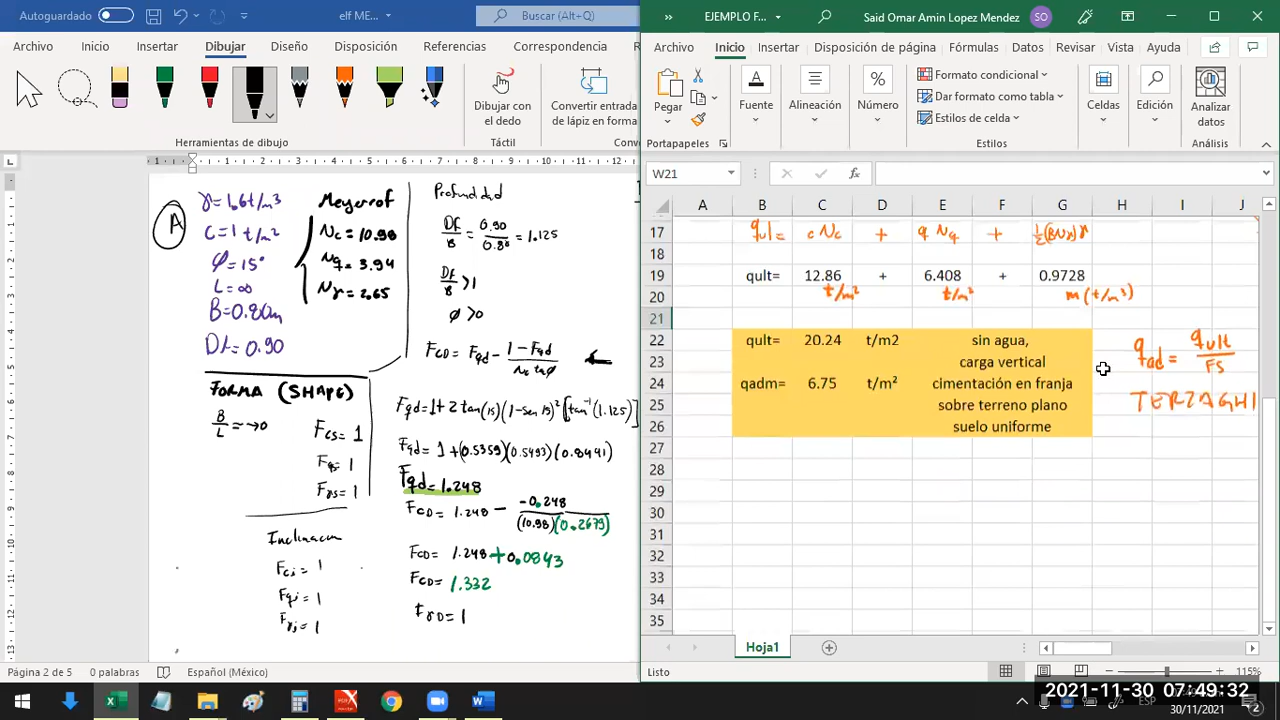 Autoguardado
elf ME...
Buscar (Alt+Q)
Archivo Inicio Insertar Dibujar Diseño Disposición Referencias
Dibujar con el dedo
Convertir entrada de lápiz en forma
Herramientas de dibujo
Táctil
γ=1.6t/m³
A
c=1 t/m²
φ=15°
L=∞
B=0.80m
Df=0.90
Meyerof
Nc=10.98
Nq=3.94
Nγ=2.65
FORMA (SHAPE)
B/L=→0
Fcs=1
Fqs=1
Fγs=1
Inclinacion
Fci=1
Fqi=1
Fγi=1
Profundidad
Df/B = 0.90/0.80 = 1.125
Df/B >1
φ >0
FCD= Fqd - 1-Fqd / Nc tnφ
Fqd=1+2 tan(15)(1-sen 15)²[tan⁻¹(1.125)
Fqd= 1+(0.5359)(0.5493)(0.8441)
Fqd=1.248
FCD= 1.248 - -0.248 / (10.98)(0.2679)
FCD= 1.248+0.0843
FCD= 1.332
FγD=1
Página 2 de 5 0 palabras Español (México)
EJEMPLO F...
Said Omar Amin Lopez Mendez SO
Archivo Inicio Insertar Disposición de página Fórmulas Datos Revisar Vista Ayuda
Pegar
Fuente
Alineación
Número
Formato condicional
Dar formato como tabla
Estilos de celda
Celdas
Edición
Analizar datos
Portapapeles
Estilos
Análisis
W21
A B C D E F G H I J
17 qul= c Nc + q Nq + ½(BNγ)γ
18
19 qult= 12.86 + 6.408 + 0.9728
20 t/m² t/m² m(t/m³)
21
22 qult= 20.24 t/m2 sin agua,
23 carga vertical
24 qadm= 6.75 t/m² cimentación en franja
25 sobre terreno plano
26 suelo uniforme
qad = qult/FS
TERZAGHI
27
28
29
30
31
32
33
34
35
Hoja1
Listo
115%
2021-11-30 07:49:32
ESP
30/11/2021